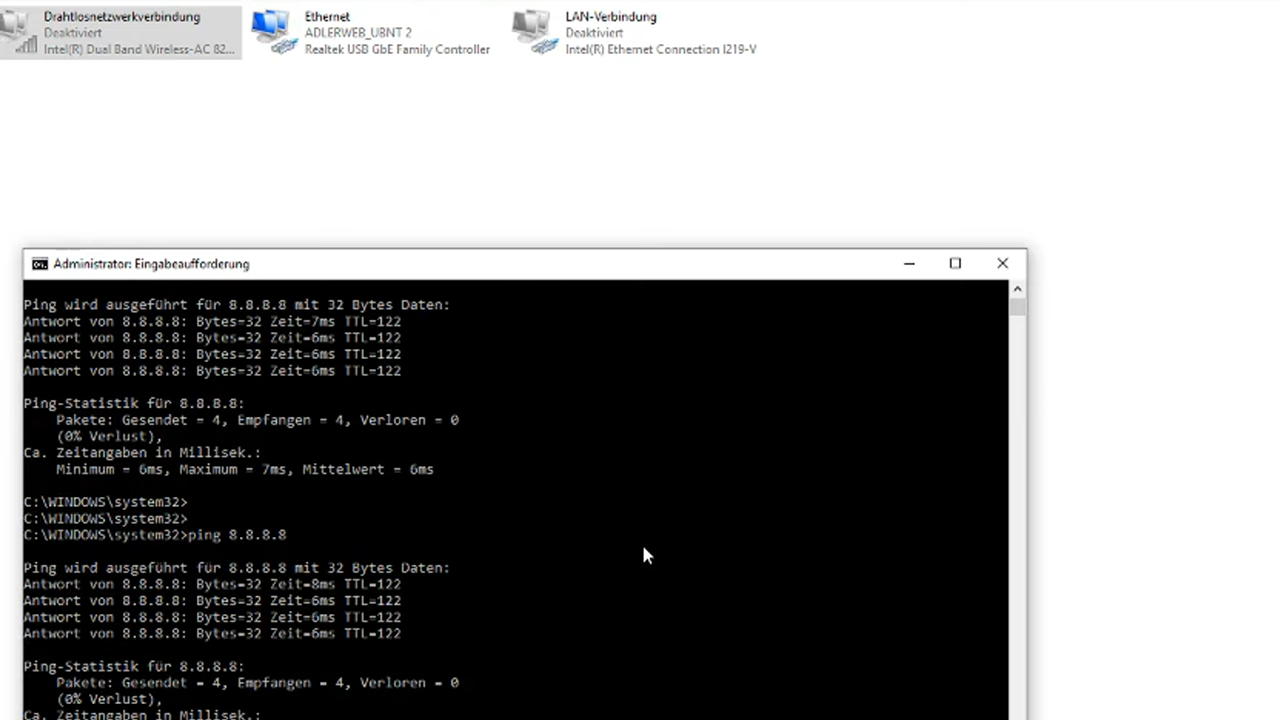 Drahtlosnetzwerkverbindung
Deaktiviert
Intel(R) Dual Band Wireless-AC 82...
Ethernet
ADLERWEB_UBNT 2
Realtek USB GbE Family Controller
LAN-Verbindung
Deaktiviert
Intel(R) Ethernet Connection I219-V
Administrator: Eingabeaufforderung
Ping wird ausgeführt für 8.8.8.8 mit 32 Bytes Daten:
Antwort von 8.8.8.8: Bytes=32 Zeit=7ms TTL=122
Antwort von 8.8.8.8: Bytes=32 Zeit=6ms TTL=122
Antwort von 8.8.8.8: Bytes=32 Zeit=6ms TTL=122
Antwort von 8.8.8.8: Bytes=32 Zeit=6ms TTL=122
Ping-Statistik für 8.8.8.8:
Pakete: Gesendet = 4, Empfangen = 4, Verloren = 0
(0% Verlust),
Ca. Zeitangaben in Millisek.:
Minimum = 6ms, Maximum = 7ms, Mittelwert = 6ms
C:\WINDOWS\system32>
C:\WINDOWS\system32>
C:\WINDOWS\system32>ping 8.8.8.8
Ping wird ausgeführt für 8.8.8.8 mit 32 Bytes Daten:
Antwort von 8.8.8.8: Bytes=32 Zeit=8ms TTL=122
Antwort von 8.8.8.8: Bytes=32 Zeit=6ms TTL=122
Antwort von 8.8.8.8: Bytes=32 Zeit=6ms TTL=122
Antwort von 8.8.8.8: Bytes=32 Zeit=6ms TTL=122
Ping-Statistik für 8.8.8.8:
Pakete: Gesendet = 4, Empfangen = 4, Verloren = 0
(0% Verlust),
Ca. Zeitangaben in Millisek.: